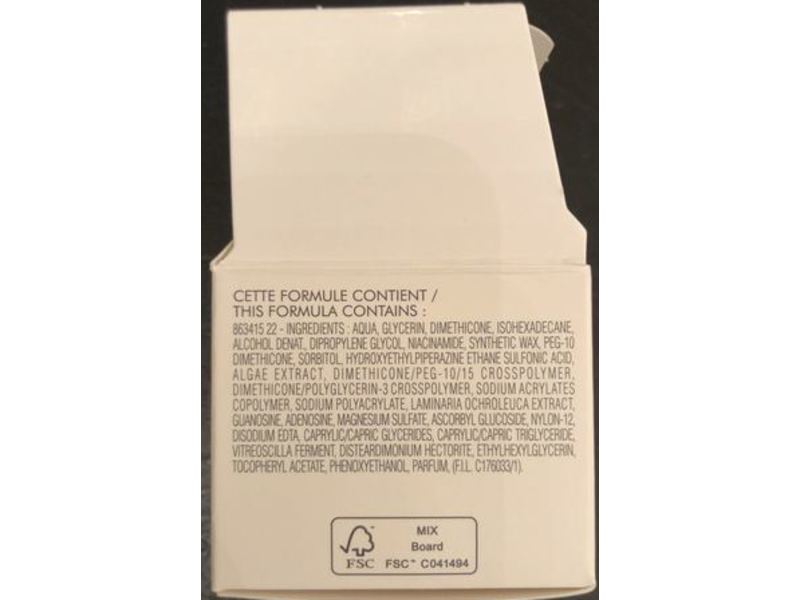 CETTE FORMULE CONTIENT /
THIS FORMULA CONTAINS :
863415 22 - INGREDIENTS : AQUA, GLYCERIN, DIMETHICONE, ISOHEXADECANE,
ALCOHOL DENAT., DIPROPYLENE GLYCOL, NIACINAMIDE, SYNTHETIC WAX, PEG-10
DIMETHICONE, SORBITOL, HYDROXYETHYLPIPERAZINE ETHANE SULFONIC ACID,
ALGAE EXTRACT, DIMETHICONE/PEG-10/15 CROSSPOLYMER,
DIMETHICONE/POLYGLYCERIN-3 CROSSPOLYMER, SODIUM ACRYLATES
COPOLYMER, SODIUM POLYACRYLATE, LAMINARIA OCHROLEUCA EXTRACT,
GUANOSINE, ADENOSINE, MAGNESIUM SULFATE, ASCORBYL GLUCOSIDE, NYLON-12,
DISODIUM EDTA, CAPRYLIC/CAPRIC GLYCERIDES, CAPRYLIC/CAPRIC TRIGLYCERIDE,
VITREOSCILLA FERMENT, DISTEARDIMONIUM HECTORITE, ETHYLHEXYLGLYCERIN,
TOCOPHERYL ACETATE, PHENOXYETHANOL, PARFUM, (F.I.L. C176033/1).
MIX
Board
FSC FSC™ C041494